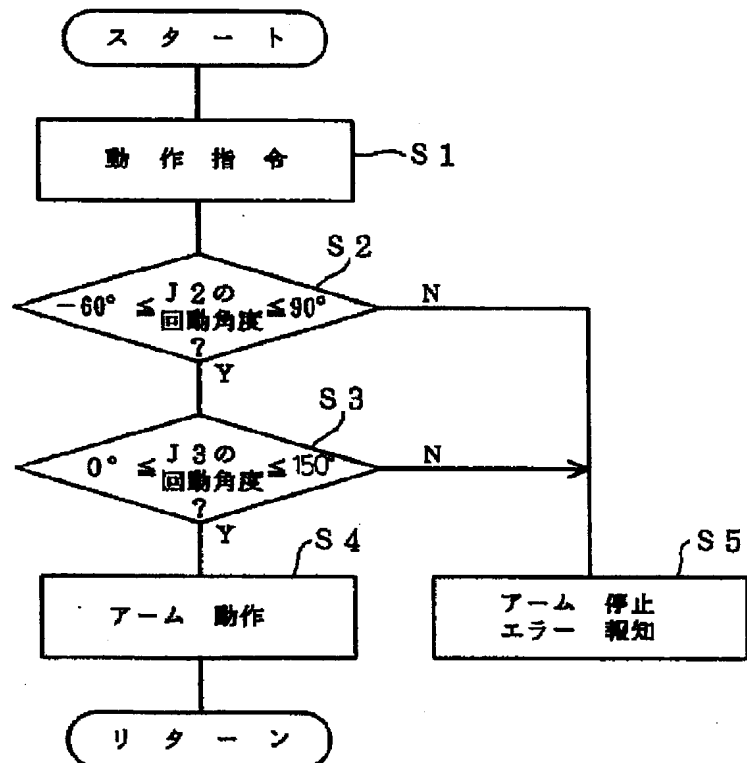 スタート
動作指令
S1
S2
-60° ≦ J2の回動角度 ≦ 90°
?
N
Y
S3
0° ≦ J3の回動角度 ≦ 150°
?
N
Y
S4
アーム 動作
S5
アーム 停止
エラー 報知
リターン